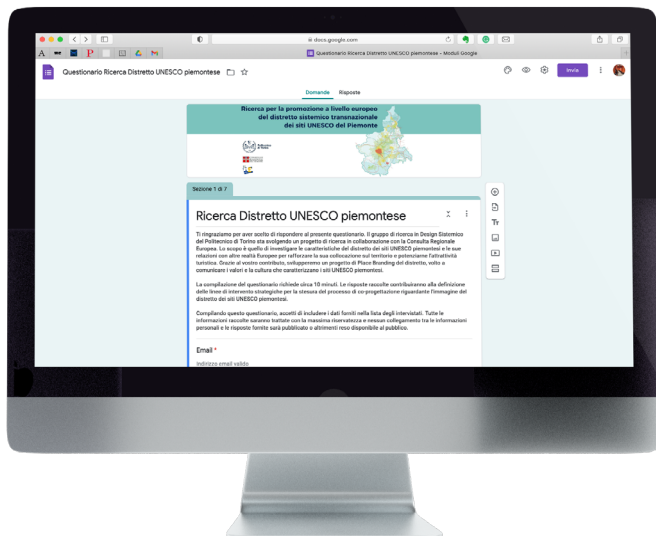 docs.google.com
A
P
Questionario Ricerca Distretto UNESCO piemontese - Moduli Google
Questionario Ricerca Distretto UNESCO piemontese
Invia
Domande Risposte
Ricerca per la promozione a livello europeo
del distretto sistemico transnazionale
dei siti UNESCO del Piemonte
Politecnico
di Torino
Sezione 1 di 7
Ricerca Distretto UNESCO piemontese
Ti ringraziamo per aver scelto di rispondere al presente questionario. Il gruppo di ricerca in Design Sistemico
del Politecnico di Torino sta svolgendo un progetto di ricerca in collaborazione con la Consulta Regionale
Europea. Lo scopo è quello di investigare le caratteristiche del distretto dei siti UNESCO piemontesi e le sue
relazioni con altre realtà Europee per rafforzare la sua collocazione sul territorio e potenziarne l'attrattività
turistica. Grazie al vostro contributo, svilupperemo un progetto di Place Branding del distretto, volto a
comunicare i valori e la cultura che caratterizzano i siti UNESCO piemontesi.
La compilazione del questionario richiede circa 10 minuti. Le risposte raccolte contribuiranno alla definizione
delle linee di intervento strategiche per la stesura del processo di co-progettazione riguardante l'immagine del
distretto dei siti UNESCO piemontesi.
Compilando questo questionario, accetti di includere i dati forniti nella lista degli intervistati. Tutte le
informazioni raccolte saranno trattate con la massima riservatezza e nessun collegamento tra le informazioni
personali e le risposte fornite sarà pubblicato o altrimenti reso disponibile al pubblico.
Email *
Indirizzo email valido
Tт